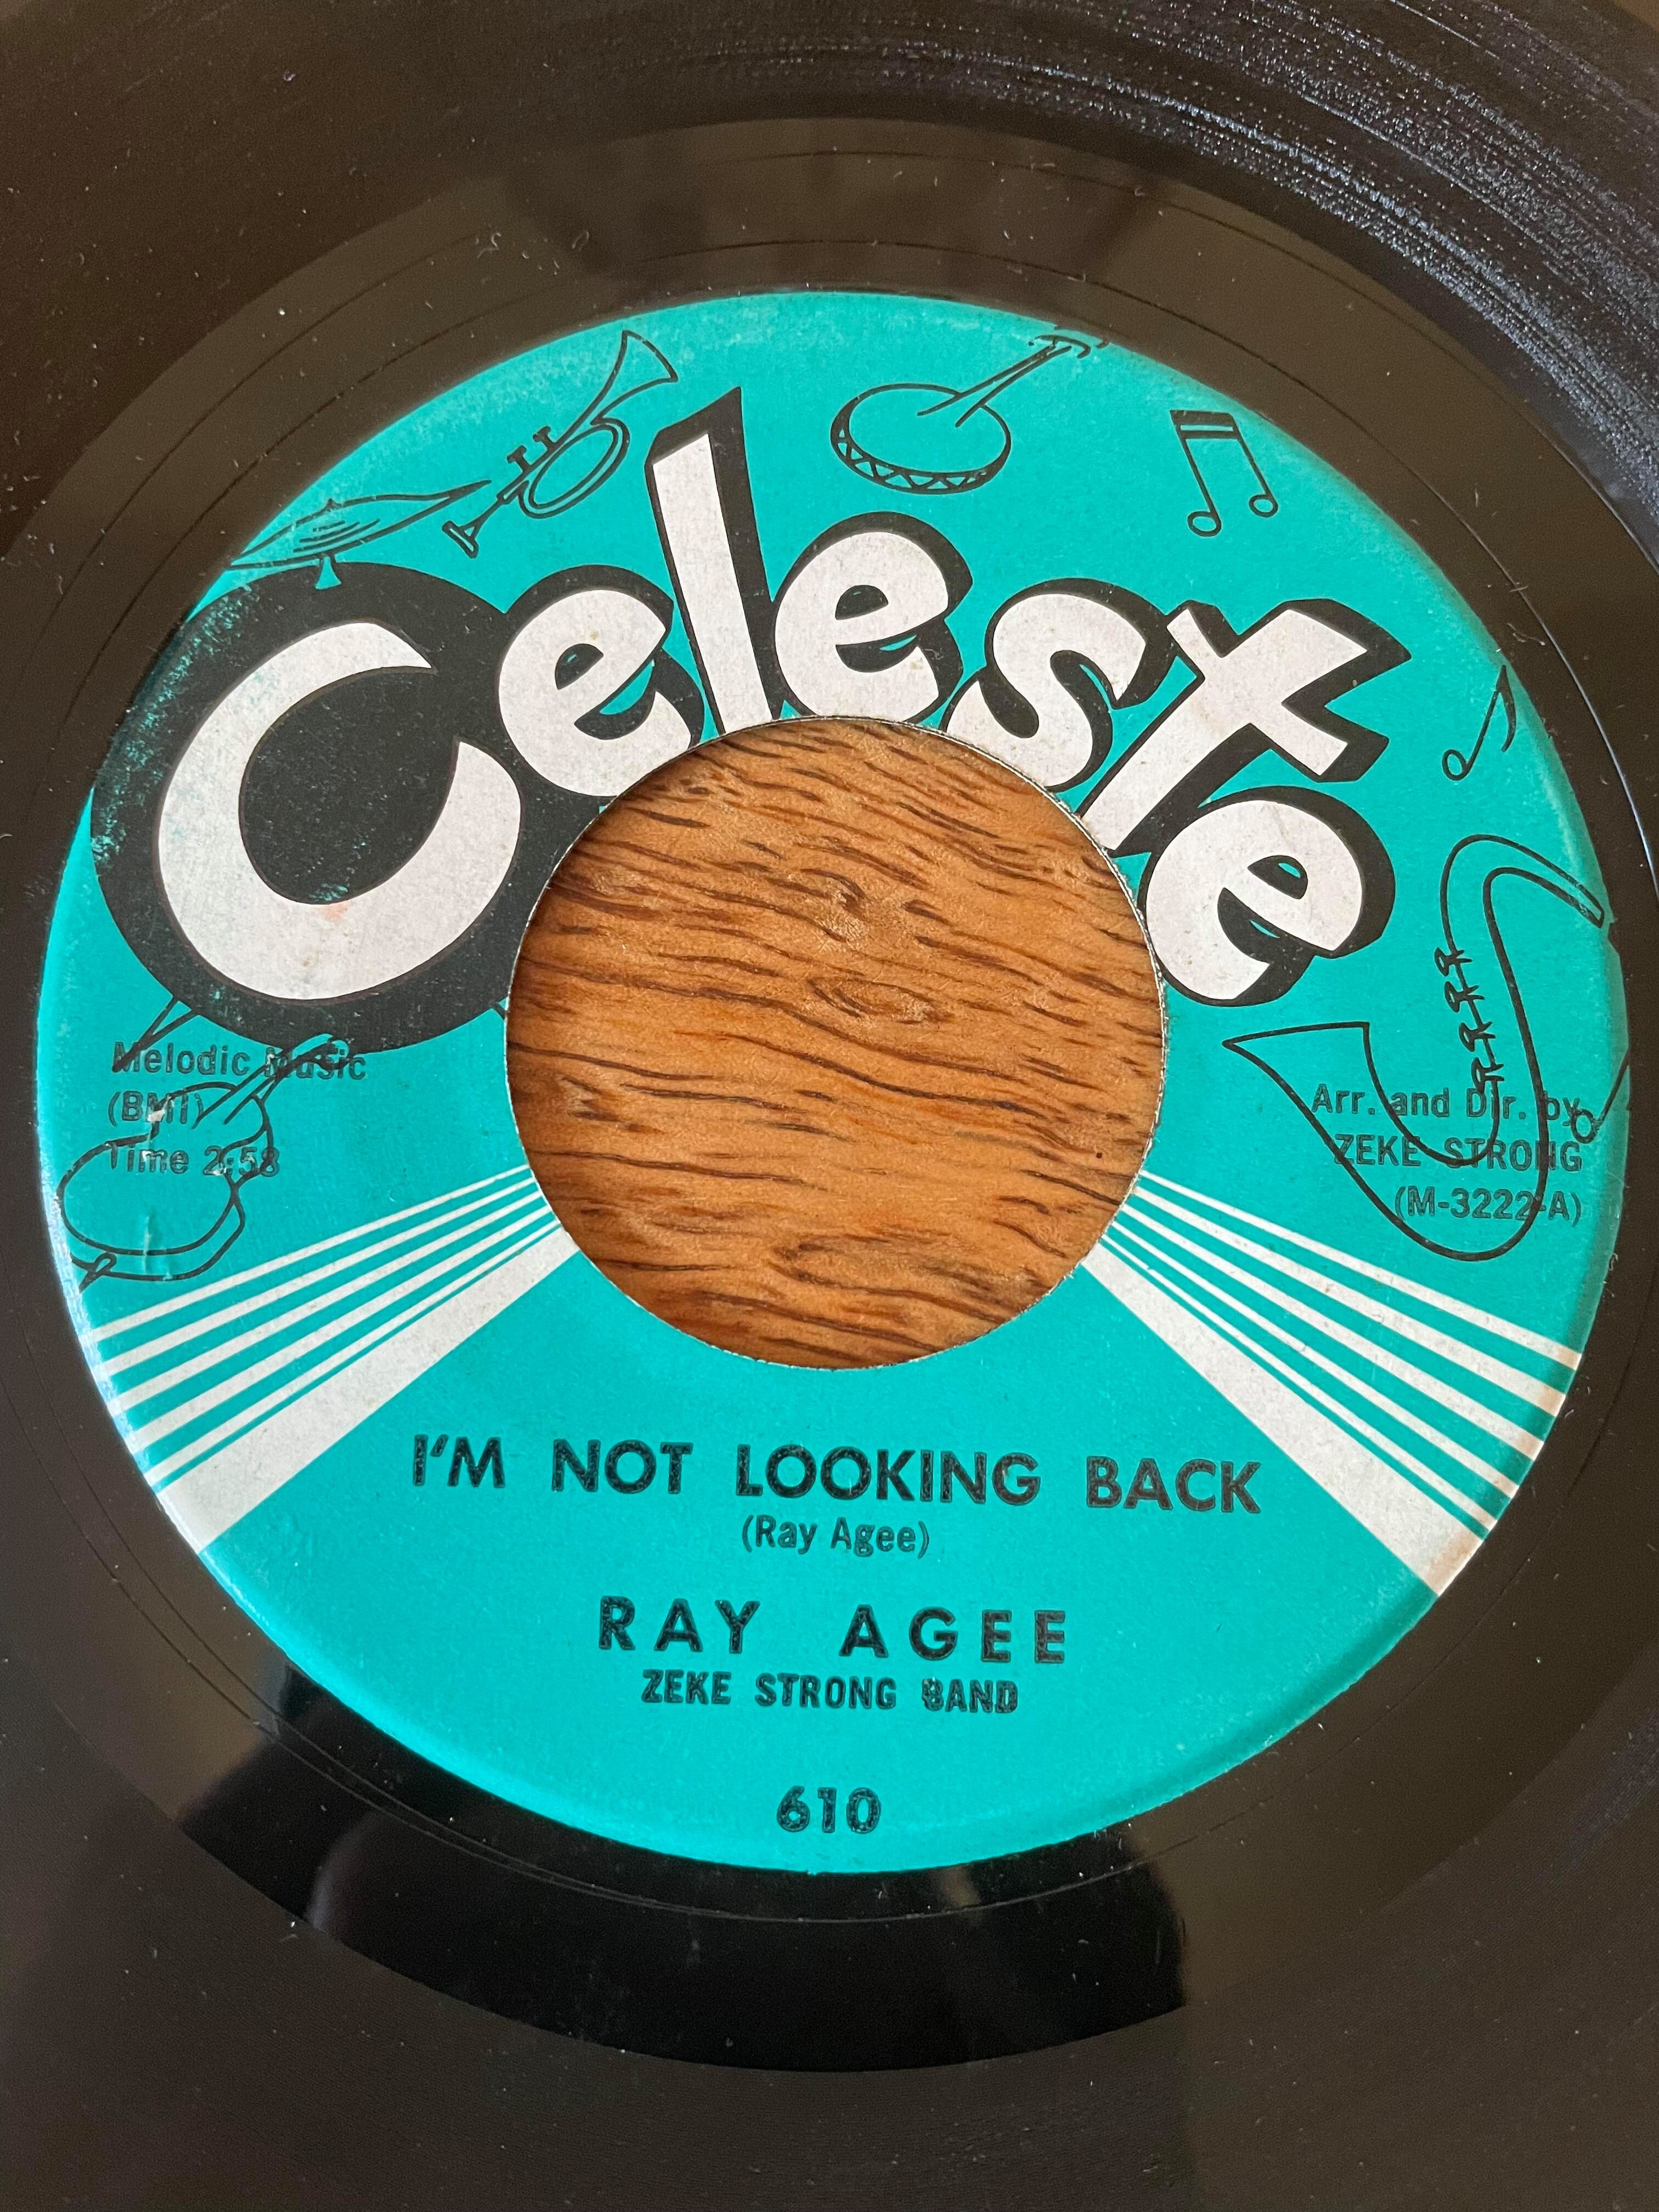 Celeste
Melodic Music
(BMI)
Time 2:58
Arr. and Dir. by
ZEKE STRONG
(M-3222-A)
I'M NOT LOOKING BACK
(Ray Agee)
RAY AGEE
ZEKE STRONG BAND
610